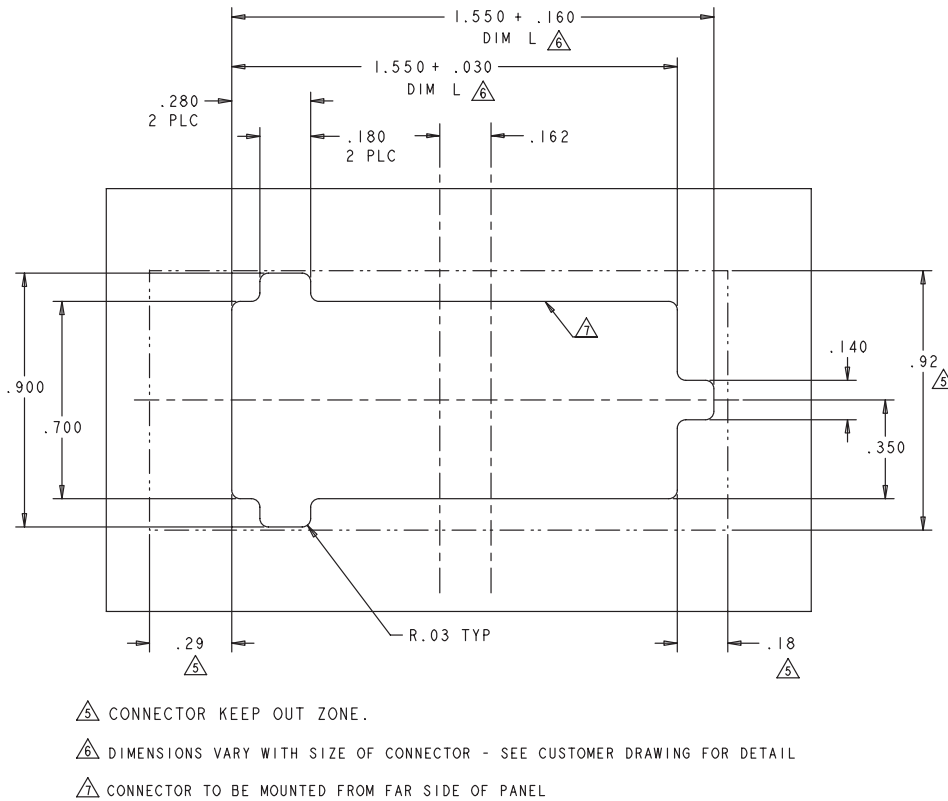 1.550 + .160
DIM L 6
1.550 + .030
DIM L 6
.280
2 PLC
.180
2 PLC
.162
7
.140
.92
5
.900
.700
.350
R.03 TYP
.29
5
.18
5
5 CONNECTOR KEEP OUT ZONE.
6 DIMENSIONS VARY WITH SIZE OF CONNECTOR - SEE CUSTOMER DRAWING FOR DETAIL
7 CONNECTOR TO BE MOUNTED FROM FAR SIDE OF PANEL